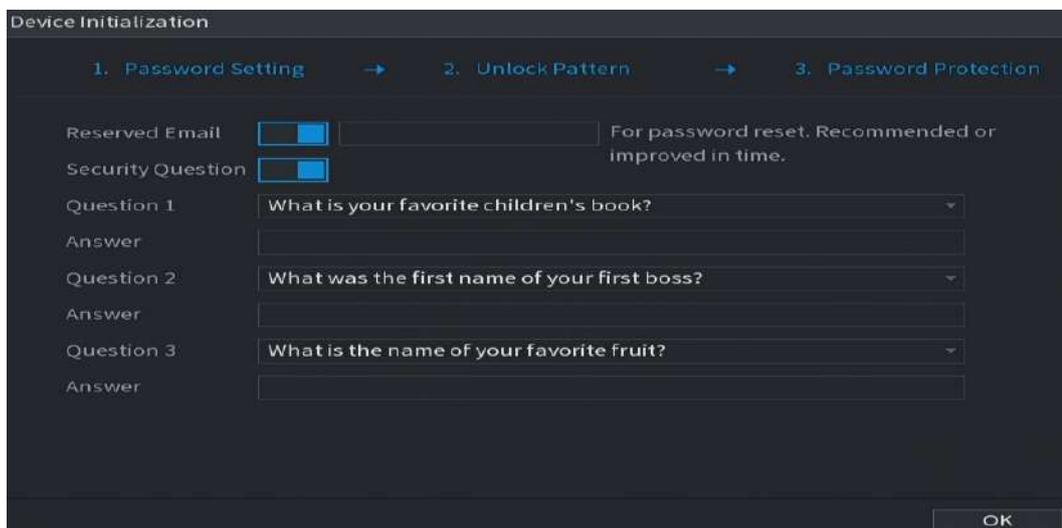 Device Initialization
1. Password Setting → 2. Unlock Pattern → 3. Password Protection
Reserved Email
For password reset. Recommended or
improved in time.
Security Question
Question 1 What is your favorite children's book?
Answer
Question 2 What was the first name of your first boss?
Answer
Question 3 What is the name of your favorite fruit?
Answer
OK